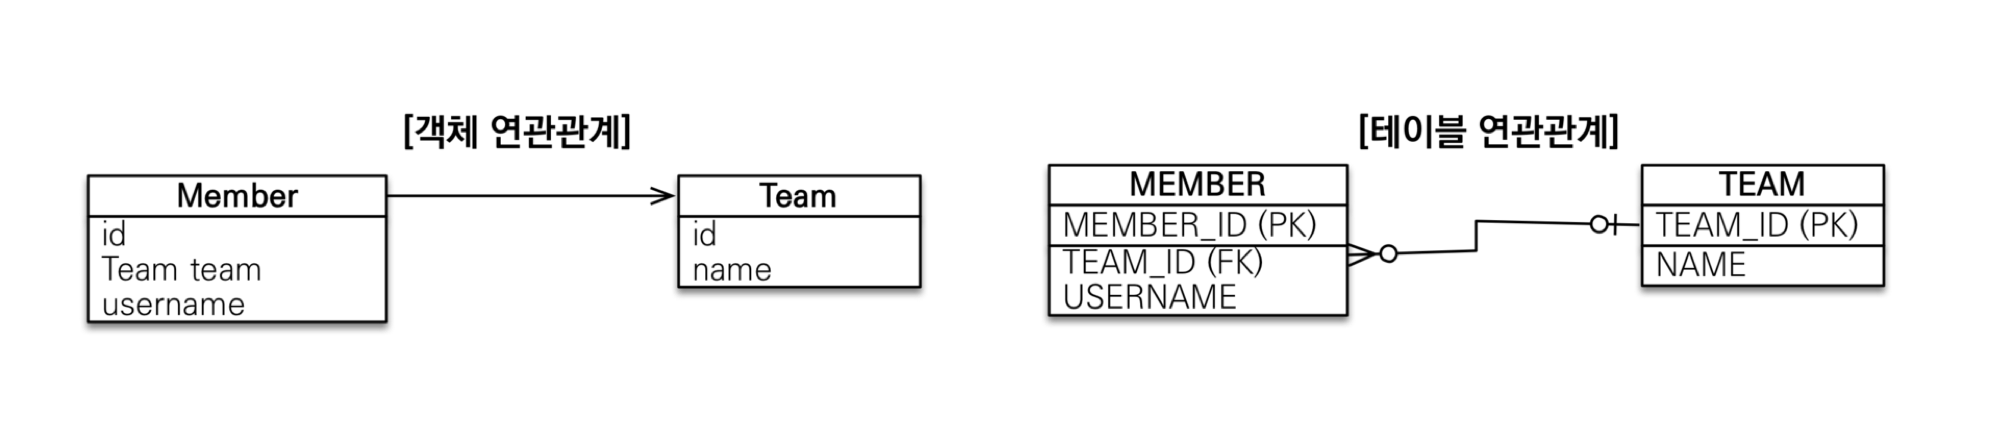 [객체 연관관계]
Member
id
Team team
username
Team
id
name
[테이블 연관관계]
MEMBER
MEMBER_ID (PK)
TEAM_ID (FK)
USERNAME
TEAM
TEAM_ID (PK)
NAME